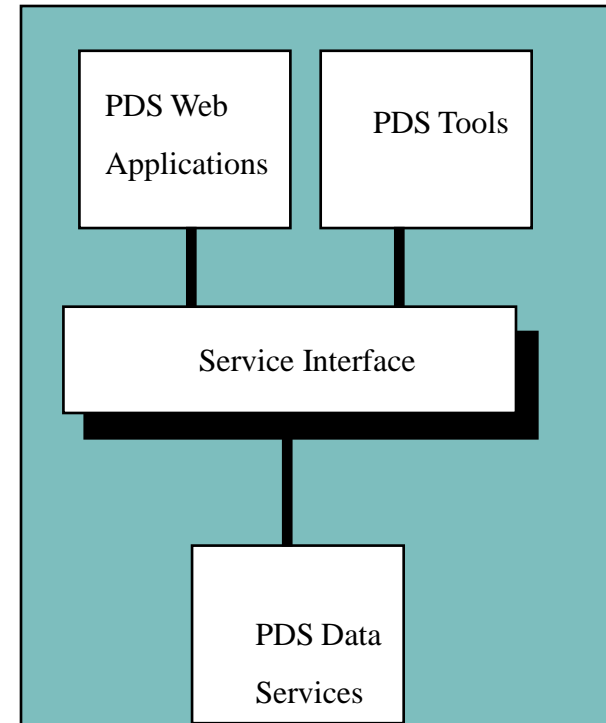 PDS Web
Applications
PDS Tools
Service Interface
PDS Data
Services